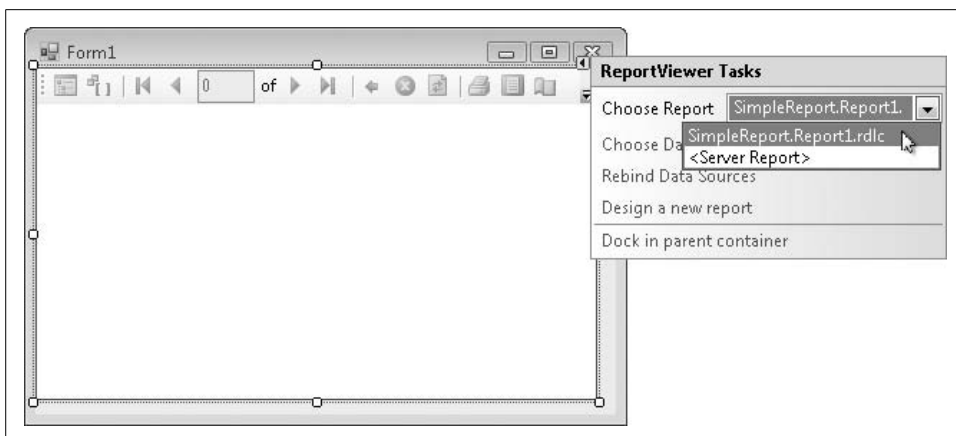 Form1
0 of
ReportViewer Tasks
Choose Report SimpleReport.Report1.
SimpleReport.Report1.rdlc
Choose Da
<Server Report>
Rebind Data Sources
Design a new report
Dock in parent container